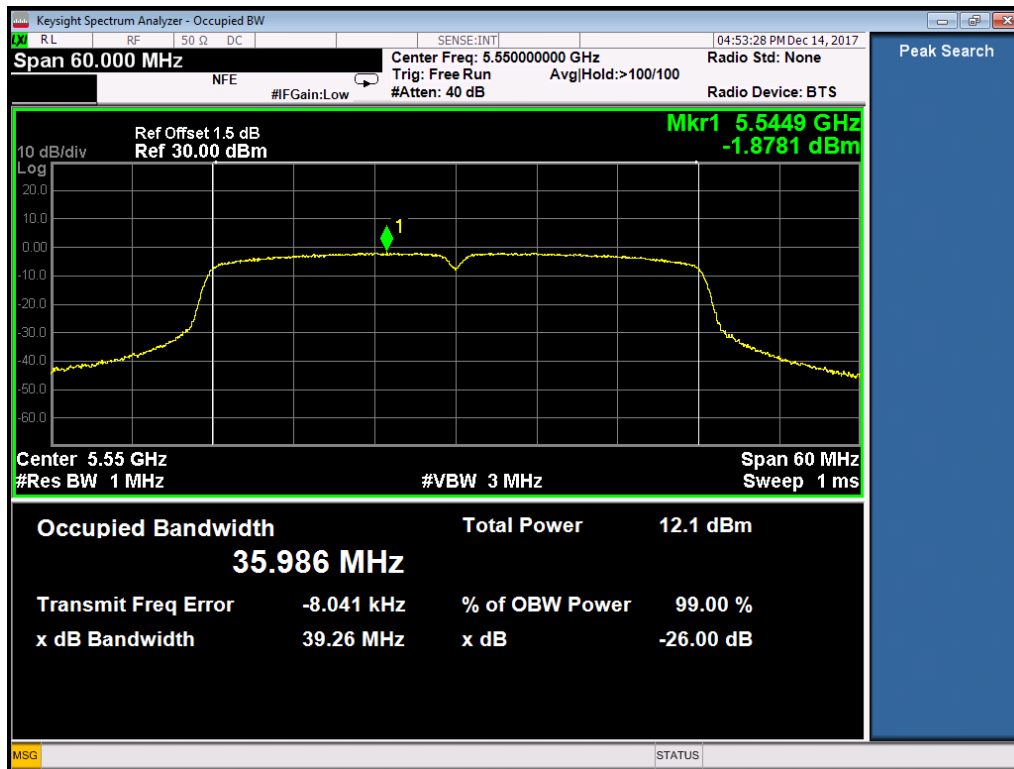 Keysight Spectrum Analyzer - Occupied BW
LXI RL RF 50 Ω DC SENSE:INT 04:53:28 PM Dec 14, 2017
Span 60.000 MHz Center Freq: 5.550000000 GHz Radio Std: None
NFE Trig: Free Run Avg|Hold:>100/100
#IFGain:Low #Atten: 40 dB Radio Device: BTS
Peak Search
Ref Offset 1.5 dB Mkr1 5.5449 GHz
10 dB/div Ref 30.00 dBm -1.8781 dBm
Log
20.0
10.0
1
0.00
-10.0
-20.0
-30.0
-40.0
-50.0
-60.0
Center 5.55 GHz Span 60 MHz
#Res BW 1 MHz #VBW 3 MHz Sweep 1 ms
Occupied Bandwidth Total Power 12.1 dBm
35.986 MHz
Transmit Freq Error -8.041 kHz % of OBW Power 99.00 %
x dB Bandwidth 39.26 MHz x dB -26.00 dB
MSG STATUS